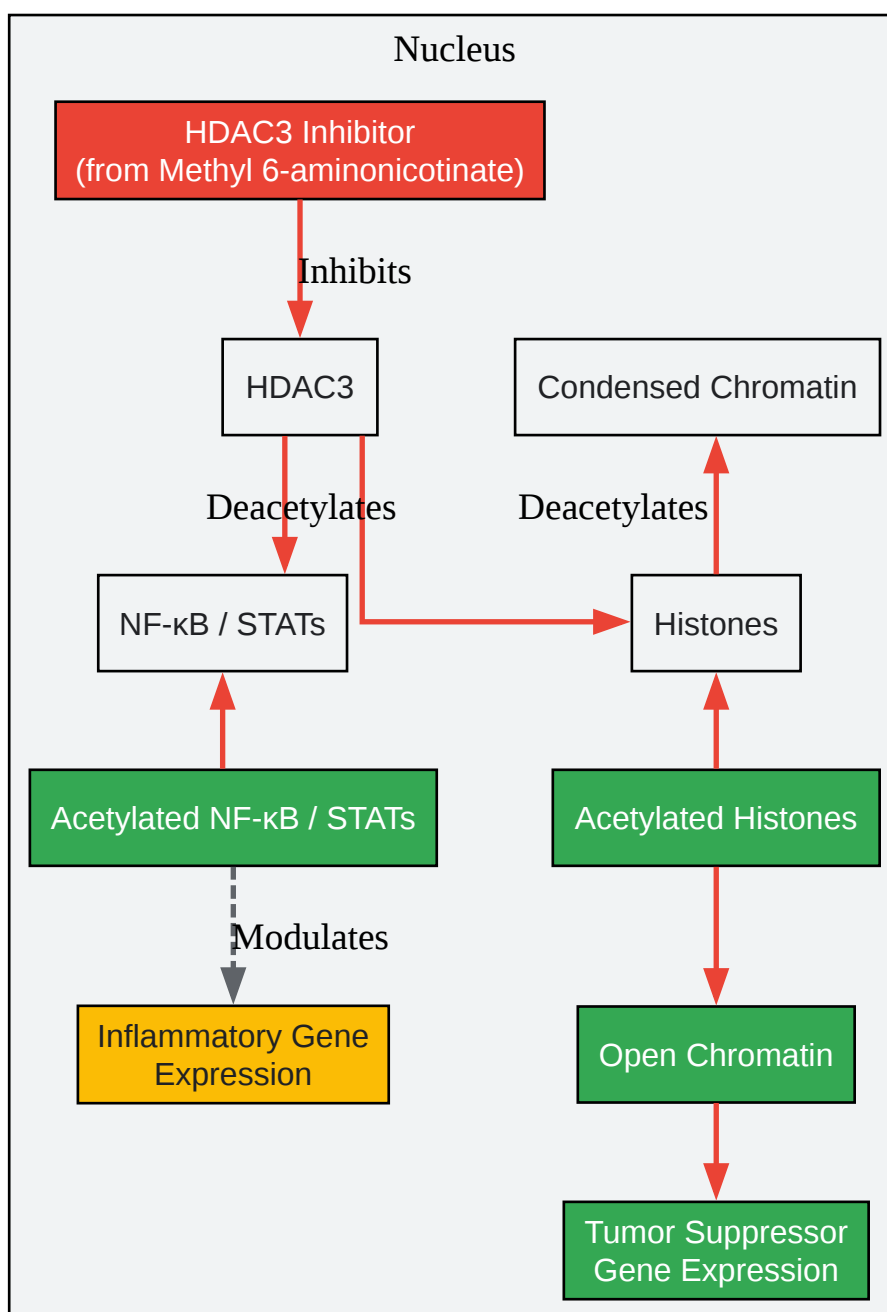 Nucleus
HDAC3 Inhibitor
(from Methyl 6-aminonicotinate)
Inhibits
HDAC3
Condensed Chromatin
Deacetylates
Deacetylates
NF-κB / STATs
Histones
Acetylated NF-κB / STATs
Acetylated Histones
Modulates
Inflammatory Gene
Expression
Open Chromatin
Tumor Suppressor
Gene Expression